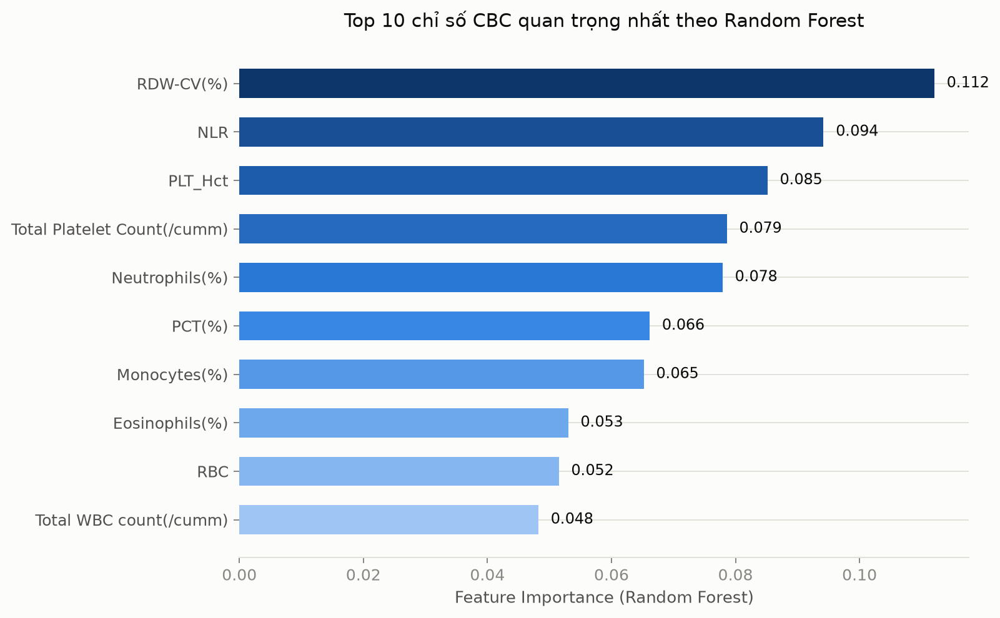 Top 10 chỉ số CBC quan trọng nhất theo Random Forest
RDW-CV(%) 0.112
NLR 0.094
PLT_Hct 0.085
Total Platelet Count(/cumm) 0.079
Neutrophils(%) 0.078
PCT(%) 0.066
Monocytes(%) 0.065
Eosinophils(%) 0.053
RBC 0.052
Total WBC count(/cumm) 0.048
0.00 0.02 0.04 0.06 0.08 0.10
Feature Importance (Random Forest)